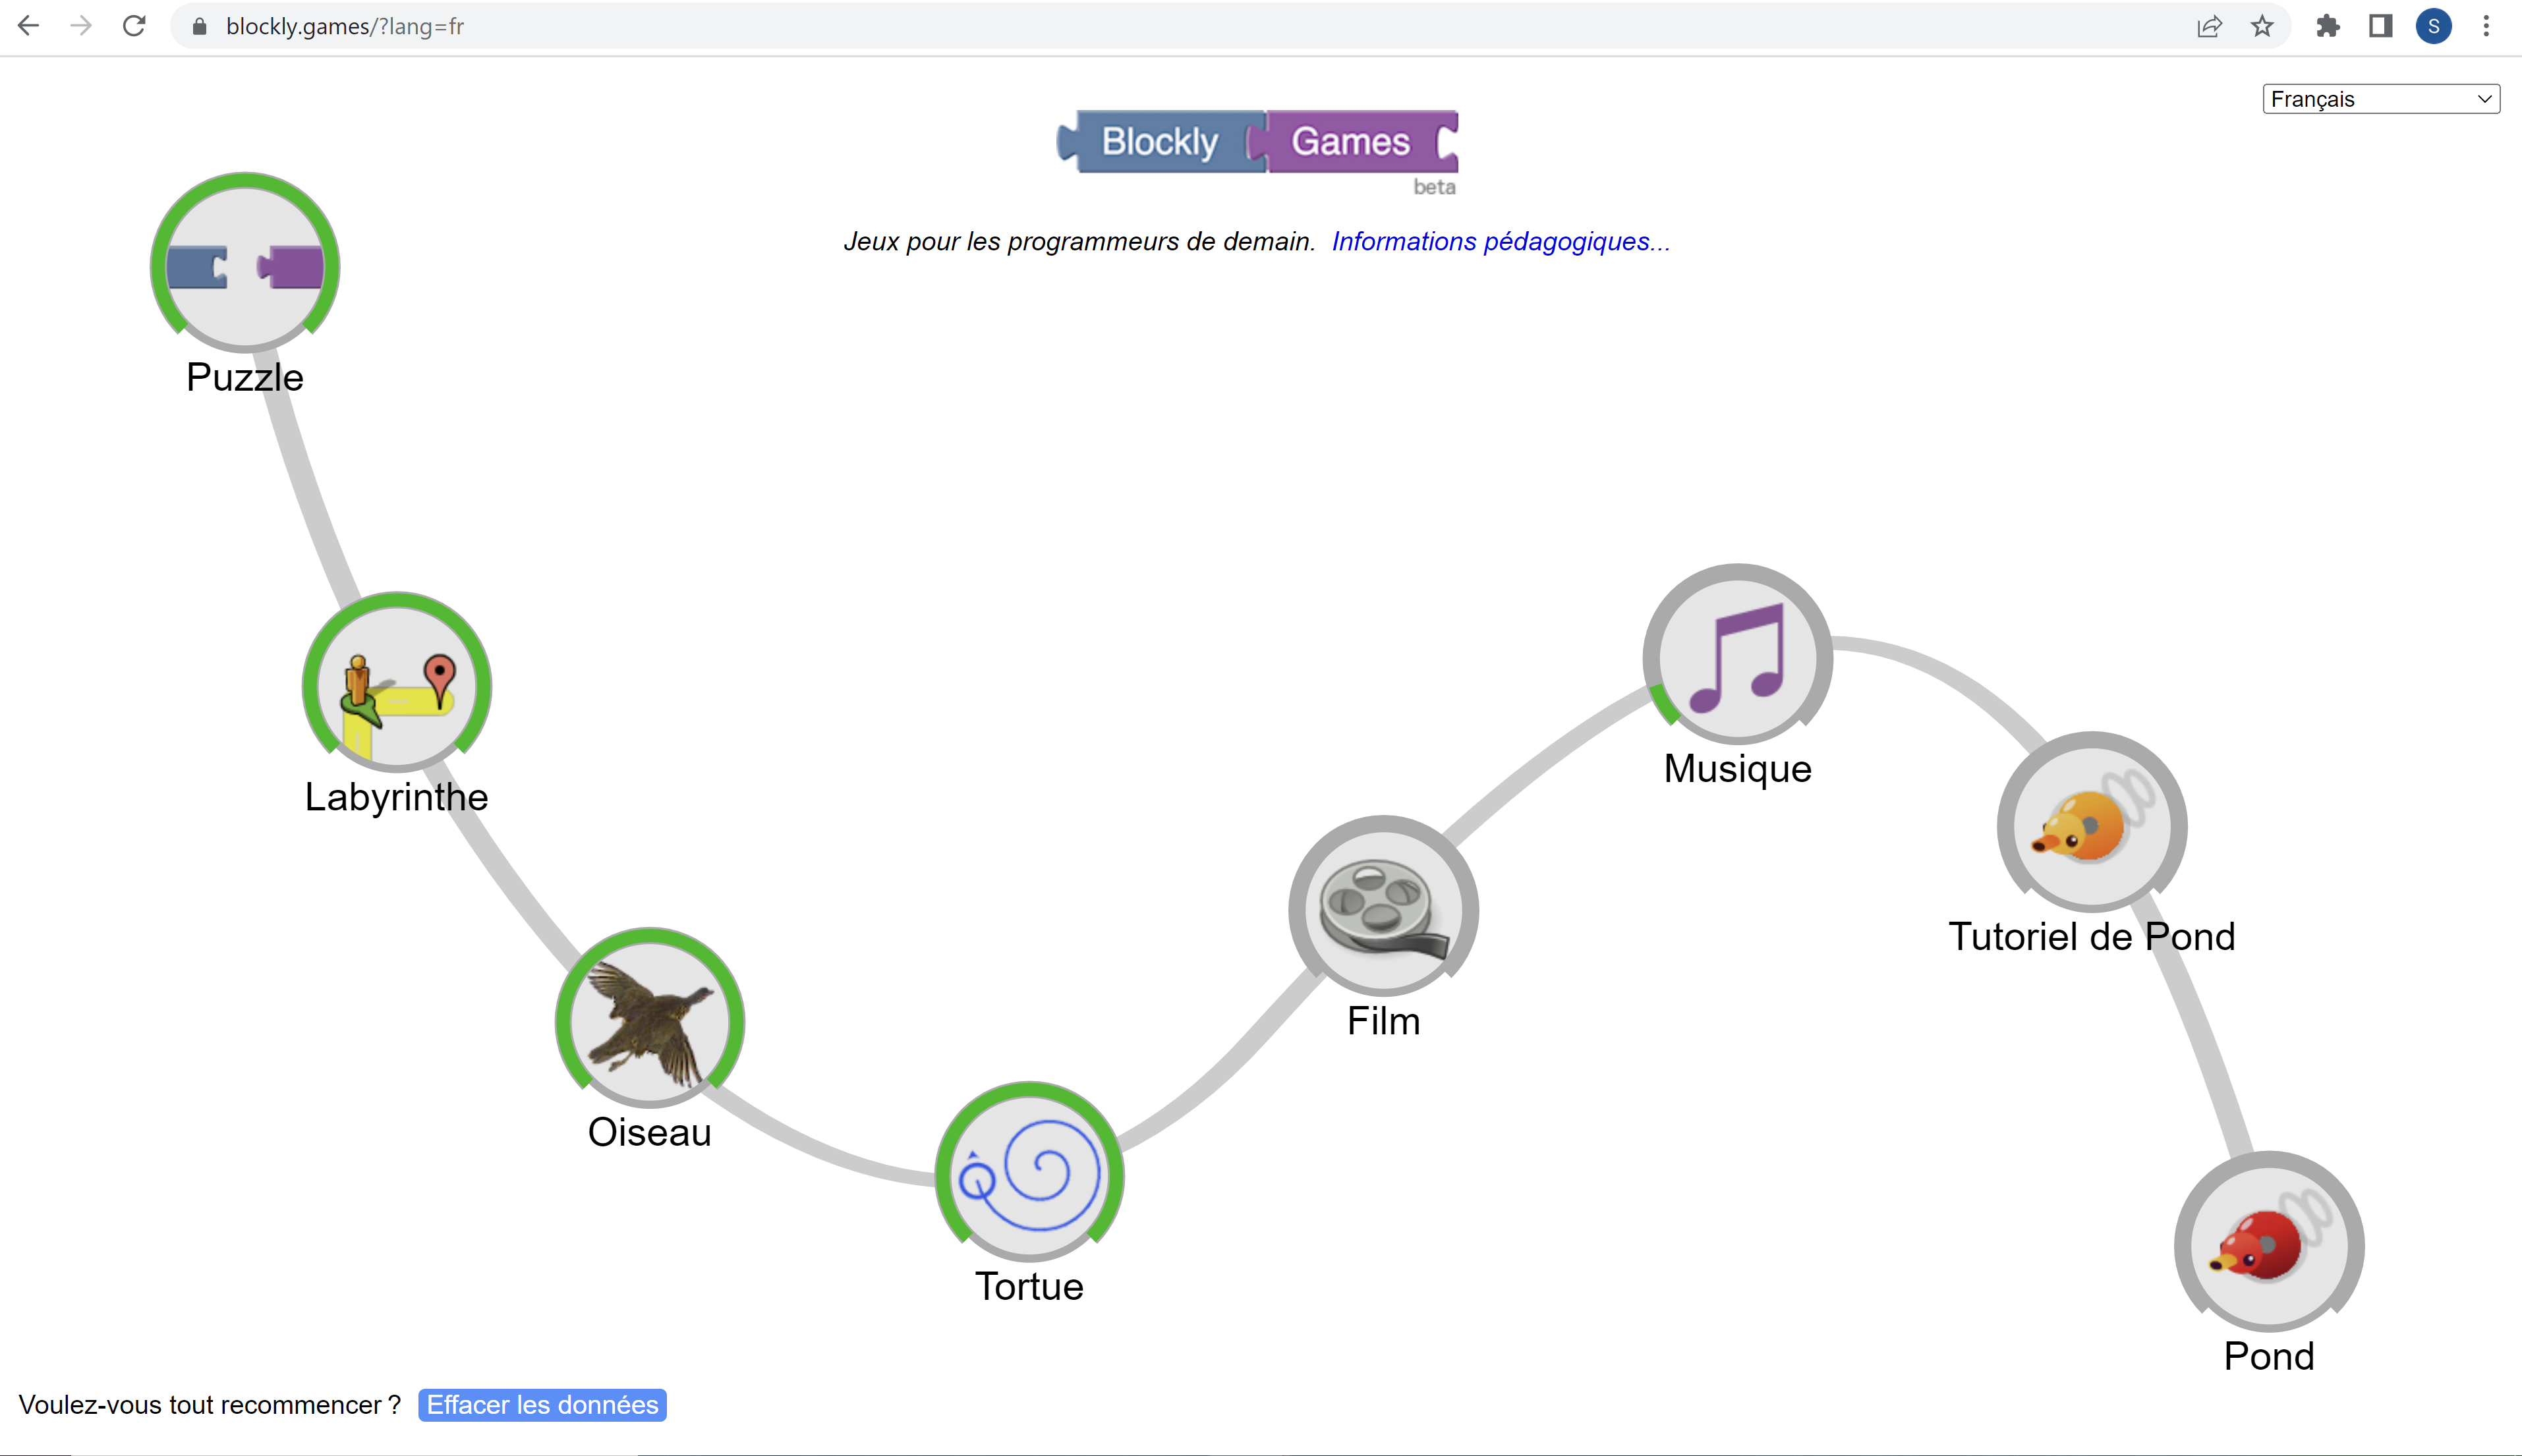 blockly.games/?lang=fr
S
Français
Blockly Games
beta
Jeux pour les programmeurs de demain. Informations pédagogiques...
Puzzle
Labyrinthe
Oiseau
Tortue
Film
Musique
Tutoriel de Pond
Pond
Voulez-vous tout recommencer ? Effacer les données